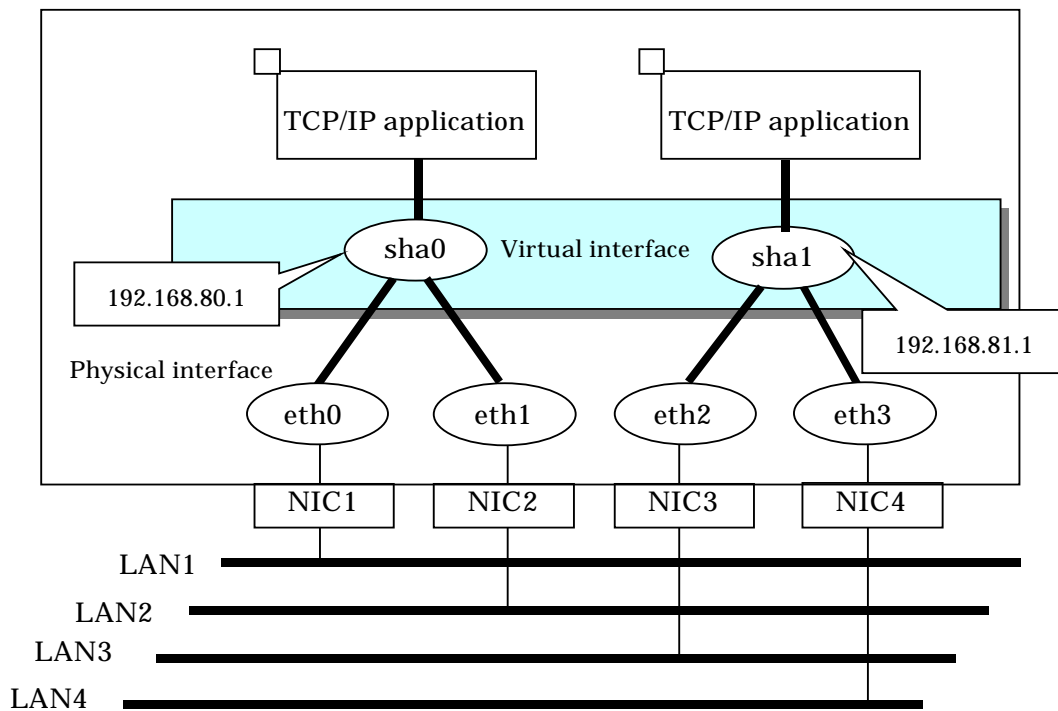 TCP/IP application
TCP/IP application
sha0
Virtual interface
sha1
192.168.80.1
192.168.81.1
Physical interface
eth0
eth1
eth2
eth3
NIC1
NIC2
NIC3
NIC4
LAN1
LAN2
LAN3
LAN4